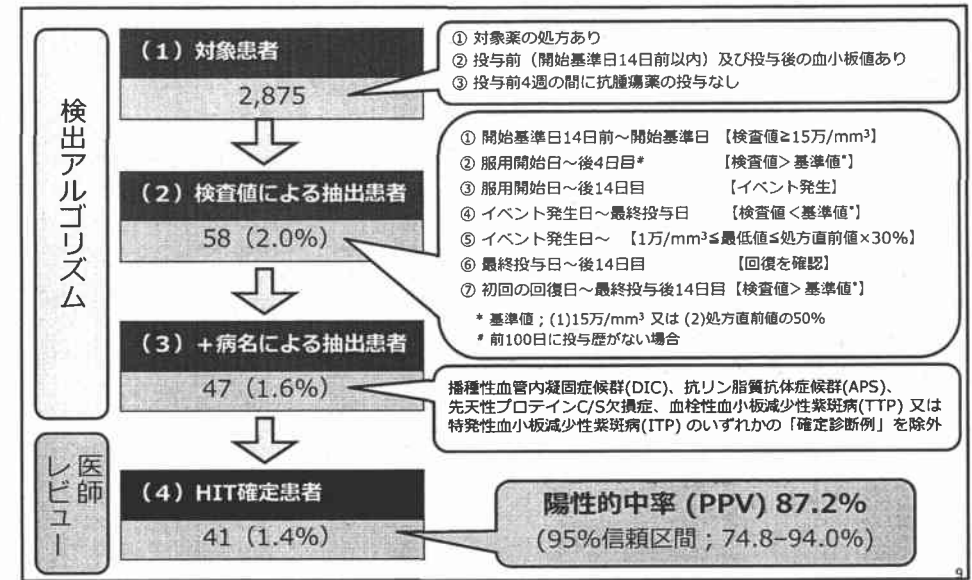 検出アルゴリズム
(1)対象患者
2,875
① 対象薬の処方あり
② 投与前（開始基準日14日前以内）及び投与後の血小板値あり
③ 投与前4週の間に抗腫瘍薬の投与なし
(2)検査値による抽出患者
58（2.0%）
① 開始基準日14日前～開始基準日 【検査値≧15万/mm³】
② 服用開始日～後4日目# 【検査値＞基準値*】
③ 服用開始日～後14日目 【イベント発生】
④ イベント発生日～最終投与日 【検査値＜基準値*】
⑤ イベント発生日～ 【1万/mm³≦最低値≦処方直前値×30%】
⑥ 最終投与日～後14日目 【回復を確認】
⑦ 初回の回復日～最終投与後14日目【検査値＞基準値*】
* 基準値；(1)15万/mm³ 又は (2)処方直前値の50%
# 前100日に投与歴がない場合
(3)+病名による抽出患者
47（1.6%）
播種性血管内凝固症候群(DIC)、抗リン脂質抗体症候群(APS)、
先天性プロテインC/S欠損症、血栓性血小板減少性紫斑病(TTP) 又は
特発性血小板減少性紫斑病(ITP) のいずれかの「確定診断例」を除外
医師
レビュー
(4)HIT確定患者
41（1.4%）
陽性的中率 (PPV) 87.2%
(95%信頼区間；74.8–94.0%)
9